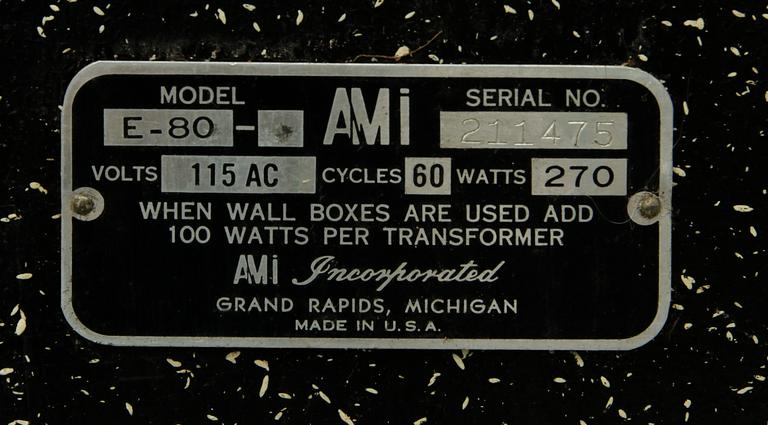 MODEL AMi SERIAL NO.
E-80- 211475
VOLTS 115 AC CYCLES 60 WATTS 270
WHEN WALL BOXES ARE USED ADD
100 WATTS PER TRANSFORMER
AMi Incorporated
GRAND RAPIDS, MICHIGAN
MADE IN U.S.A.